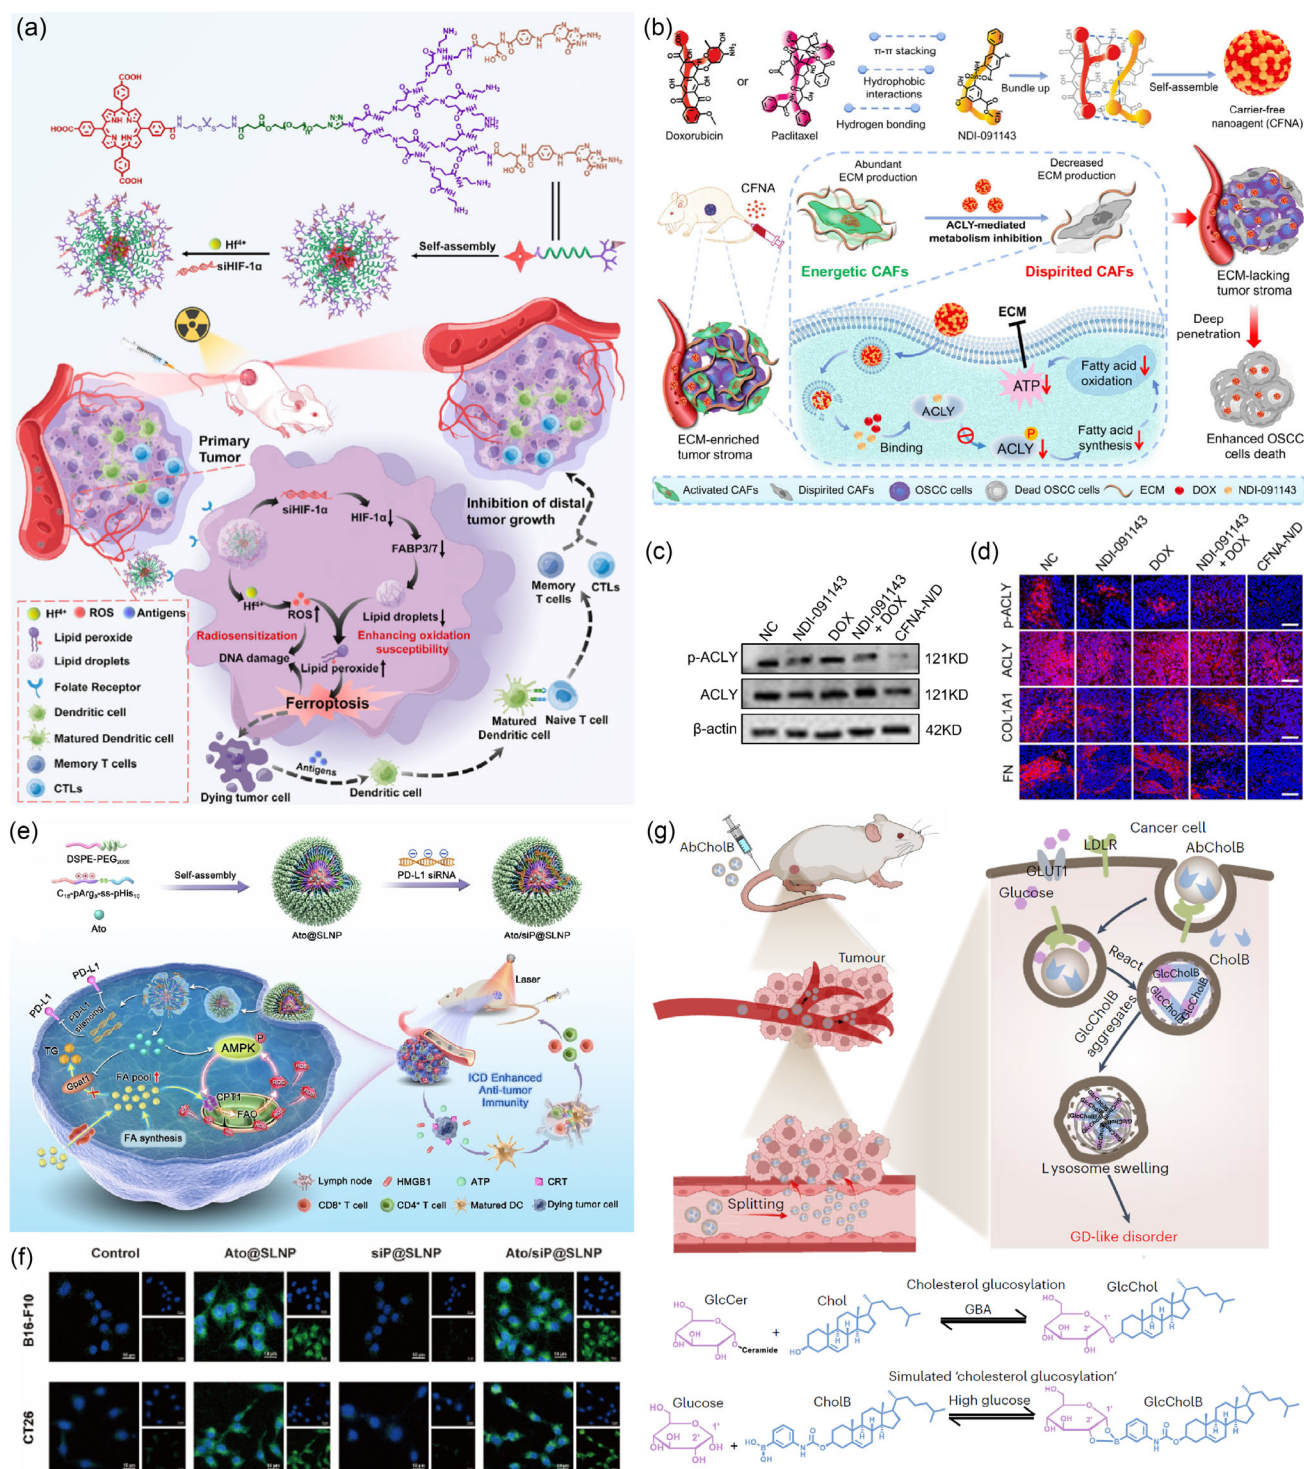 (a)
COOH
HOOC
COOH
Hf⁴⁺
siHIF-1α
Self-assembly
Primary
Tumor
siHIF-1α
HIF-1α
FABP3/7
Hf⁴⁺
ROS
Lipid droplets
Radiosensitization
Enhancing oxidation
susceptibility
DNA damage
Lipid peroxide
Ferroptosis
Inhibition of distal
tumor growth
Memory
T cells
CTLs
Matured
Dendritic cell
Naive T cell
Antigens
Dying tumor cell
Dendritic cell
Hf⁴⁺ ROS Antigens
Lipid peroxide
Lipid droplets
Folate Receptor
Dendritic cell
Matured Dendritic cell
Memory T cells
CTLs
(b)
Doxorubicin
or
Paclitaxel
π-π stacking
Hydrophobic
interactions
Hydrogen bonding
NDI-091143
Bundle up
Self-assemble
Carrier-free
nanoagent (CFNA)
CFNA
Abundant
ECM production
Decreased
ECM production
ACLY-mediated
metabolism inhibition
Energetic CAFs
Dispirited CAFs
ECM-lacking
tumor stroma
Deep
penetration
Enhanced OSCC
cells death
ECM-enriched
tumor stroma
ECM
ATP
Fatty acid
oxidation
ACLY
Binding
ACLY
P
Fatty acid
synthesis
Activated CAFs Dispirited CAFs OSCC cells Dead OSCC cells ECM DOX NDI-091143
(c)
NC
NDI-091143
DOX
NDI-091143
+ DOX
CFNA-N/D
p-ACLY 121KD
ACLY 121KD
β-actin 42KD
(d)
NC
NDI-091143
DOX
NDI-091143
+ DOX
CFNA-N/D
p-ACLY
ACLY
COL1A1
FN
(e)
DSPE-PEG₂₀₀₀
C₁₈-pArg₉-ss-pHis₁₀
Ato
Self-assembly
Ato@SLNP
PD-L1 siRNA
Ato/siP@SLNP
PD-L1
PD-L1
PD-L1
silencing
TG
Gpat1
FA pool
FA synthesis
AMPK
P
CPT1
FAO
ROS
Laser
ICD Enhanced
Anti-tumor
Immunity
Lymph node HMGB1 ATP CRT
CD8⁺ T cell CD4⁺ T cell Matured DC Dying tumor cell
(f)
Control
Ato@SLNP
siP@SLNP
Ato/siP@SLNP
B16-F10
CT26
(g)
AbCholB
Tumour
Splitting
Cancer cell
LDLR
GLUT1
Glucose
AbCholB
CholB
React
GlcCholB
GlcCholB
GlcCholB
GlcCholB
aggregates
Lysosome swelling
GD-like disorder
GlcCer
Chol
Cholesterol glucosylation
GBA
GlcChol
Ceramide
Simulated 'cholesterol glucosylation'
Glucose
CholB
High glucose
GlcCholB